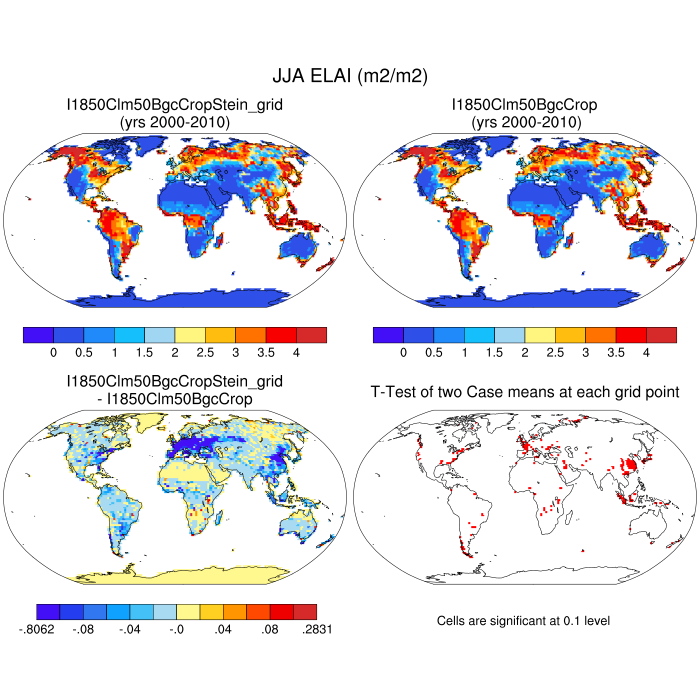 JJA ELAI (m2/m2)
I1850Clm50BgcCropStein_grid
(yrs 2000-2010)
I1850Clm50BgcCrop
(yrs 2000-2010)
0 0.5 1 1.5 2 2.5 3 3.5 4
0 0.5 1 1.5 2 2.5 3 3.5 4
I1850Clm50BgcCropStein_grid
- I1850Clm50BgcCrop
T-Test of two Case means at each grid point
-.8062 -.08 -.04 -.0 .04 .08 .2831
Cells are significant at 0.1 level